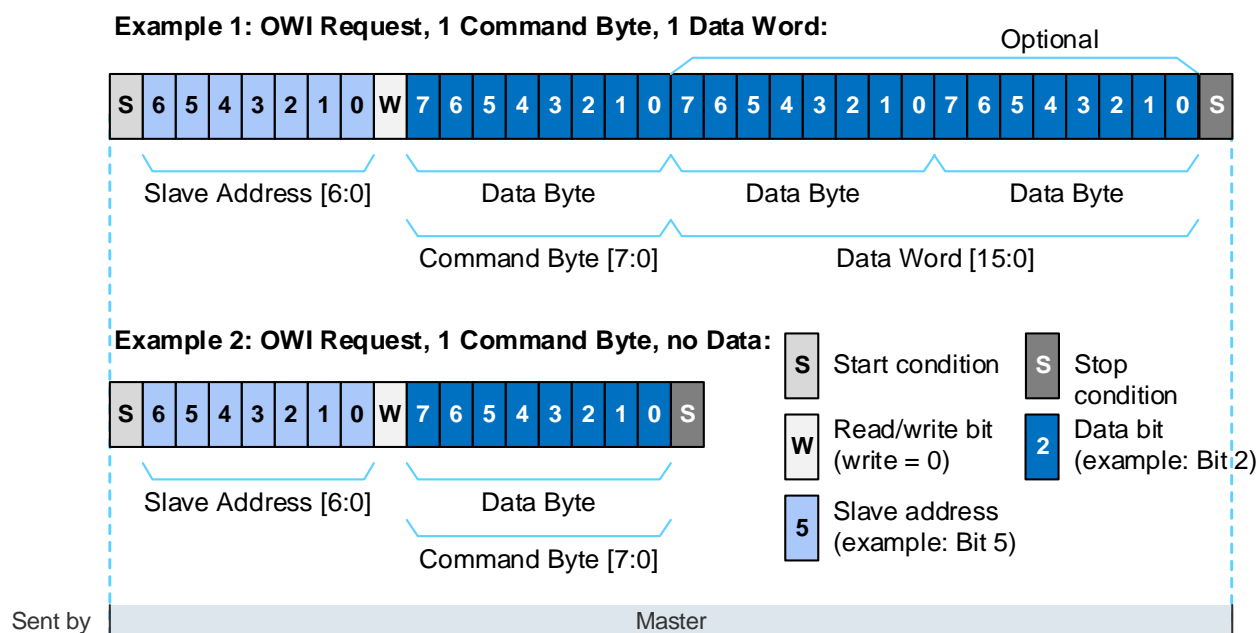 Example 1: OWI Request, 1 Command Byte, 1 Data Word:
Optional
S 6 5 4 3 2 1 0 W 7 6 5 4 3 2 1 0 7 6 5 4 3 2 1 0 7 6 5 4 3 2 1 0 S
Slave Address [6:0] Data Byte Data Byte Data Byte
Command Byte [7:0] Data Word [15:0]
Example 2: OWI Request, 1 Command Byte, no Data:
S 6 5 4 3 2 1 0 W 7 6 5 4 3 2 1 0 S
Slave Address [6:0] Data Byte
Command Byte [7:0]
S Start condition
S Stop
condition
W Read/write bit
(write = 0)
2 Data bit
(example: Bit 2)
5 Slave address
(example: Bit 5)
Sent by Master